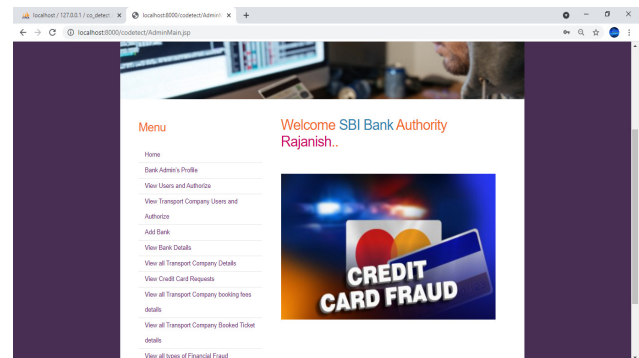 localhost / 127.0.0.1 / co_detect
localhost:8000/codetect/AdminM
localhost:8000/codetect/AdminMain.jsp
Menu
Home
Bank Admin's Profile
View Users and Authorize
View Transport Company Users and
Authorize
Add Bank
View Bank Details
View all Transport Company Details
View Credit Card Requests
View all Transport Company booking fees
details
View all Transport Company Booked Ticket
details
View all types of Financial Fraud
Welcome SBI Bank Authority
Rajanish..
CREDIT
CARD FRAUD